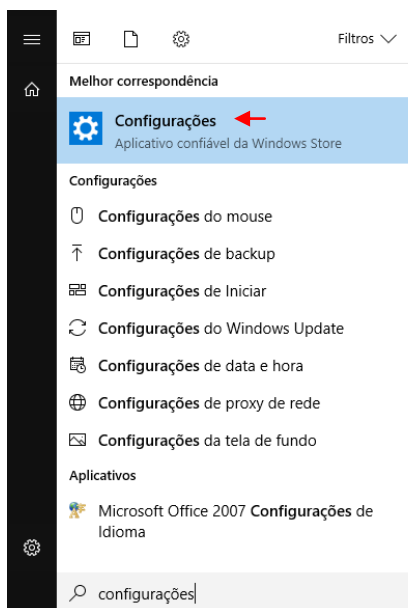 Filtros
Melhor correspondência
Configurações
Aplicativo confiável da Windows Store
Configurações
Configurações do mouse
Configurações de backup
Configurações de Iniciar
Configurações do Windows Update
Configurações de data e hora
Configurações de proxy de rede
Configurações da tela de fundo
Aplicativos
Microsoft Office 2007 Configurações de
Idioma
configurações